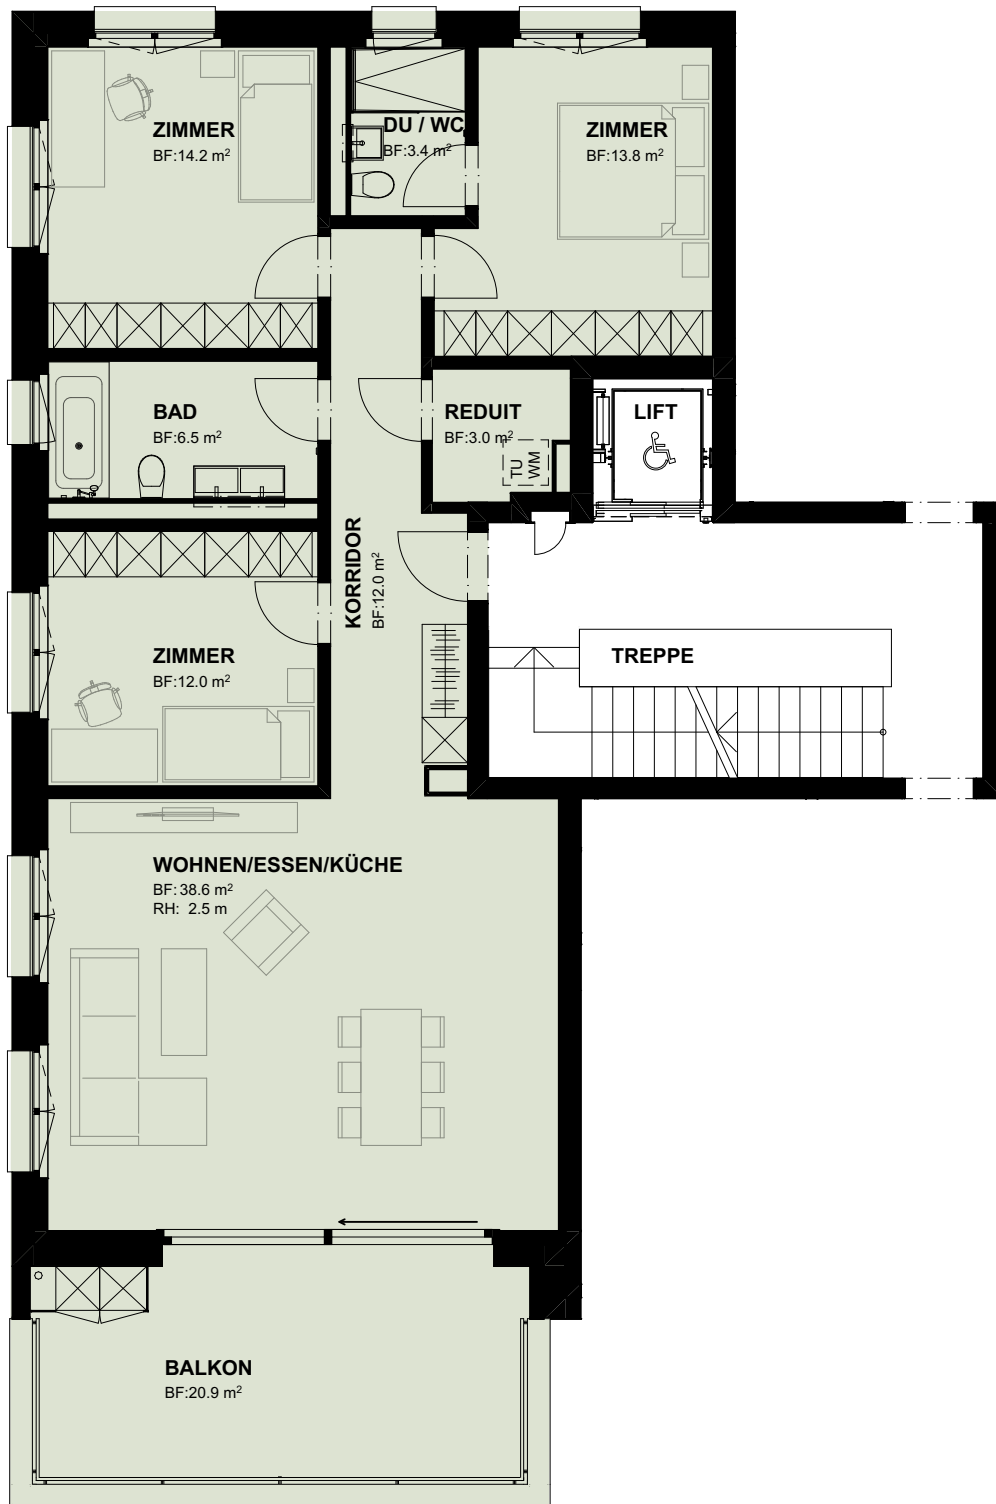 ZIMMER
BF:14.2 m²
DU / WC
BF:3.4 m²
ZIMMER
BF:13.8 m²
BAD
BF:6.5 m²
REDUIT
BF:3.0 m²
TU
WM
LIFT
KORRIDOR
BF:12.0 m²
ZIMMER
BF:12.0 m²
TREPPE
WOHNEN/ESSEN/KÜCHE
BF: 38.6 m²
RH: 2.5 m
BALKON
BF:20.9 m²